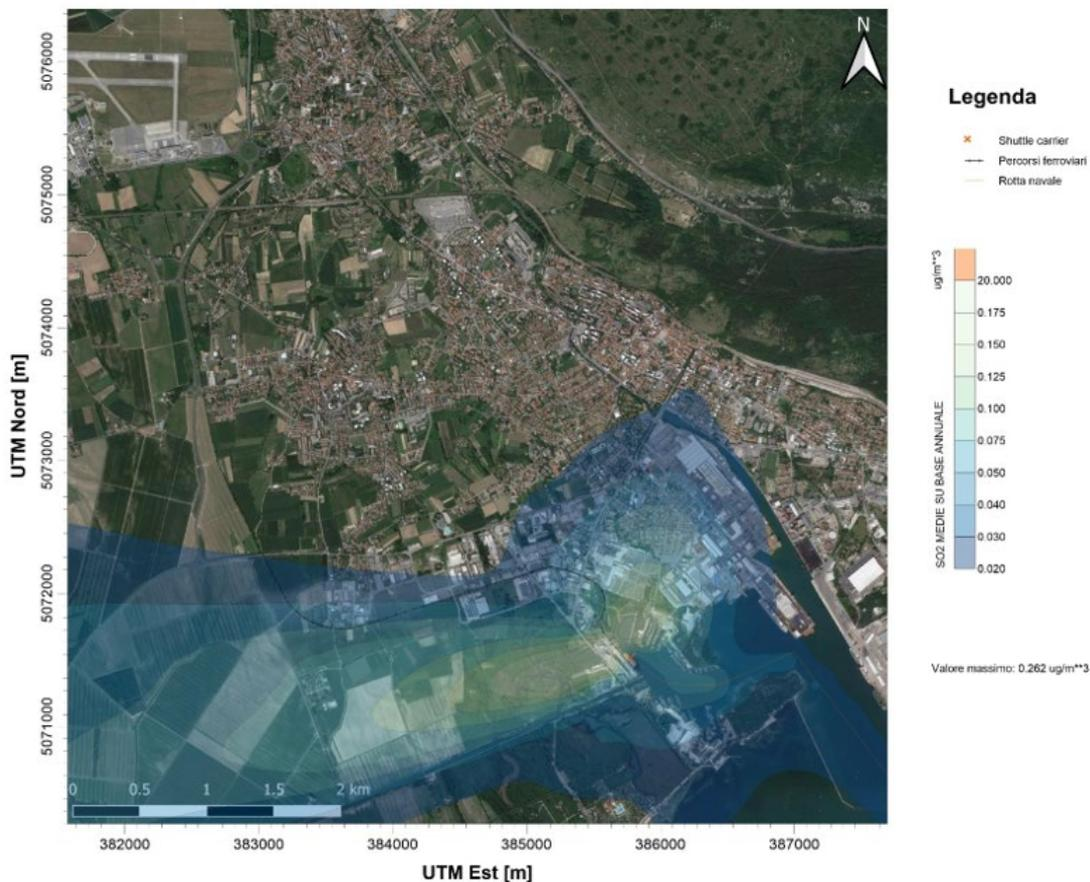 N
Legenda
Shuttle carrier
Percorsi ferroviari
Rotta navale
ug/m**3
20.000
0.175
0.150
0.125
0.100
0.075
0.050
0.040
0.030
0.020
SO2 MEDIE SU BASE ANNUALE
Valore massimo: 0.262 ug/m**3
UTM Nord [m]
5076000
5075000
5074000
5073000
5072000
5071000
0 0.5 1 1.5 2 km
382000 383000 384000 385000 386000 387000
UTM Est [m]